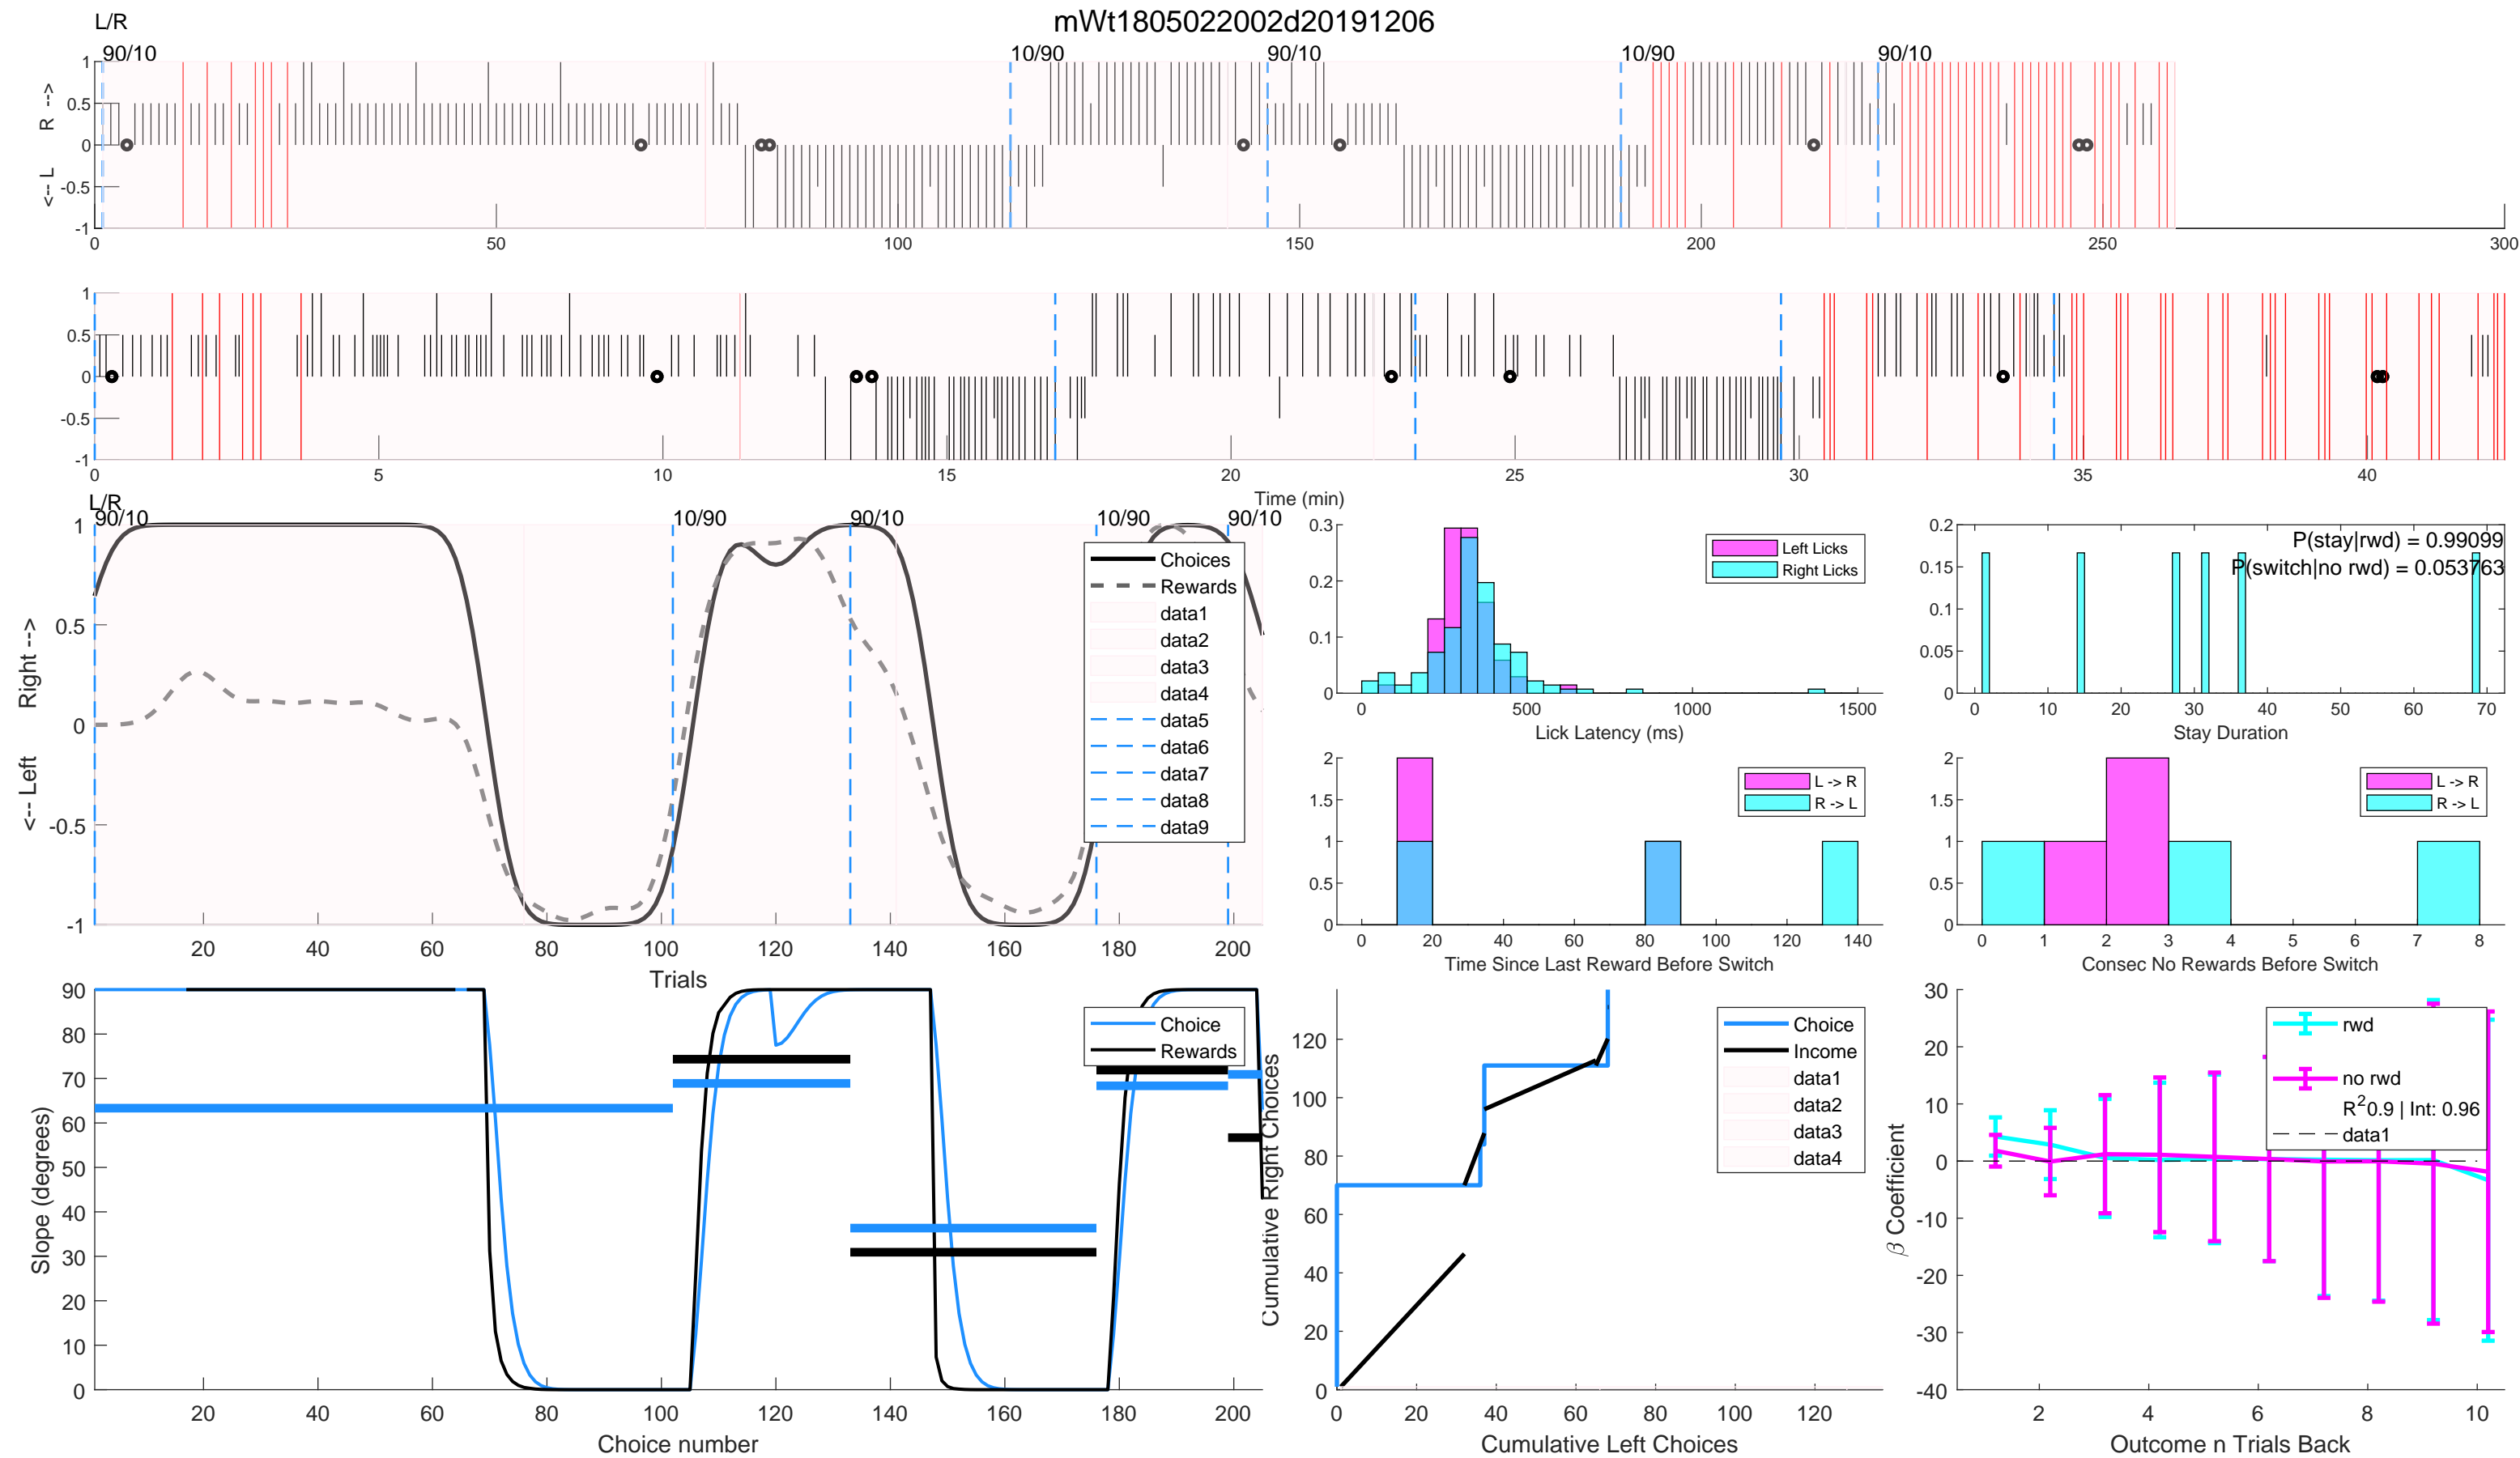 mWt1805022002d20191206
L/R
90/10 10/90 90/10 10/90 90/10
<-- L R -->
1
0.5
0
-0.5
-1
0 50 100 150 200 250 300
1
0.5
0
-0.5
-1
0 5 10 15 20 25 30 35 40
Time (min)
L/R
90/10 10/90 90/10 10/90 90/10
<-- Left Right -->
1
0.5
0
-0.5
-1
20 40 60 80 100 120 140 160 180 200
Trials
Choices
Rewards
data1
data2
data3
data4
data5
data6
data7
data8
data9
0.3
0.2
0.1
0
0 500 1000 1500
Lick Latency (ms)
Left Licks
Right Licks
0.2
0.15
0.1
0.05
0
0 10 20 30 40 50 60 70
Stay Duration
P(stay|rwd) = 0.99099
P(switch|no rwd) = 0.053763
2
1.5
1
0.5
0
0 20 40 60 80 100 120 140
Time Since Last Reward Before Switch
L -> R
R -> L
2
1.5
1
0.5
0
0 1 2 3 4 5 6 7 8
Consec No Rewards Before Switch
L -> R
R -> L
Slope (degrees)
90
80
70
60
50
40
30
20
10
0
20 40 60 80 100 120 140 160 180 200
Choice number
Choice
Rewards
Cumulative Right Choices
120
100
80
60
40
20
0
0 20 40 60 80 100 120
Cumulative Left Choices
Choice
Income
data1
data2
data3
data4
β Coefficient
30
20
10
0
-10
-20
-30
-40
2 4 6 8 10
Outcome n Trials Back
rwd
no rwd
R²0.9 | Int: 0.96
data1